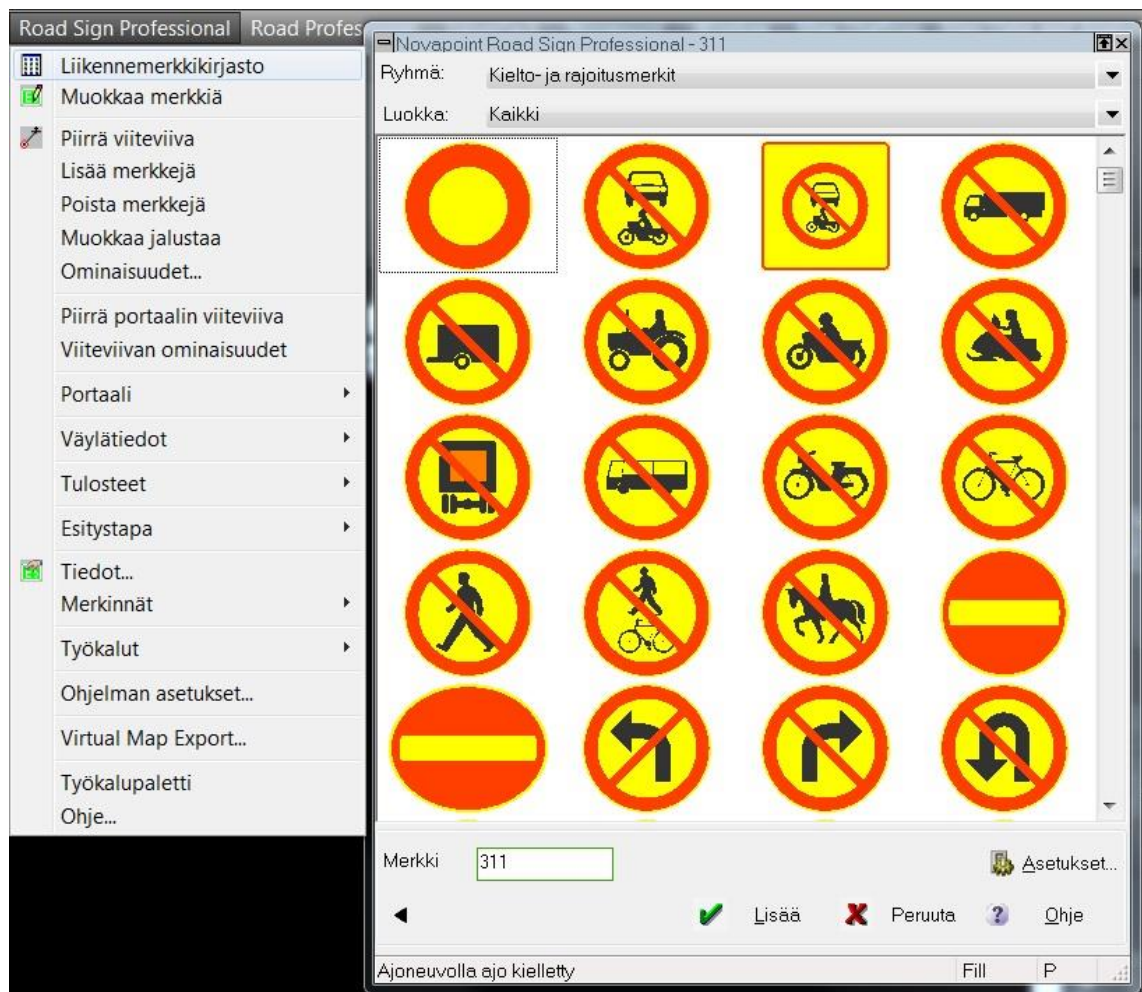 Road Sign Professional Road Profes
Liikennemerkkikirjasto
Muokkaa merkkiä
Piirrä viiteviiva
Lisää merkkejä
Poista merkkejä
Muokkaa jalustaa
Ominaisuudet...
Piirrä portaalin viiteviiva
Viiteviivan ominaisuudet
Portaali
Väylätiedot
Tulosteet
Esitystapa
Tiedot...
Merkinnät
Työkalut
Ohjelman asetukset...
Virtual Map Export...
Työkalupaletti
Ohje...
Novapoint Road Sign Professional - 311
Ryhmä: Kielto- ja rajoitusmerkit
Luokka: Kaikki
Merkki 311 Asetukset...
Lisää Peruuta Ohje
Ajoneuvolla ajo kielletty Fill P